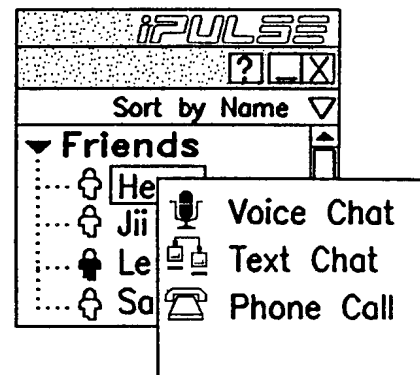 iPULSE
? _ X
Sort by Name
Friends
He
Jii
Le
Sa
Voice Chat
Text Chat
Phone Call